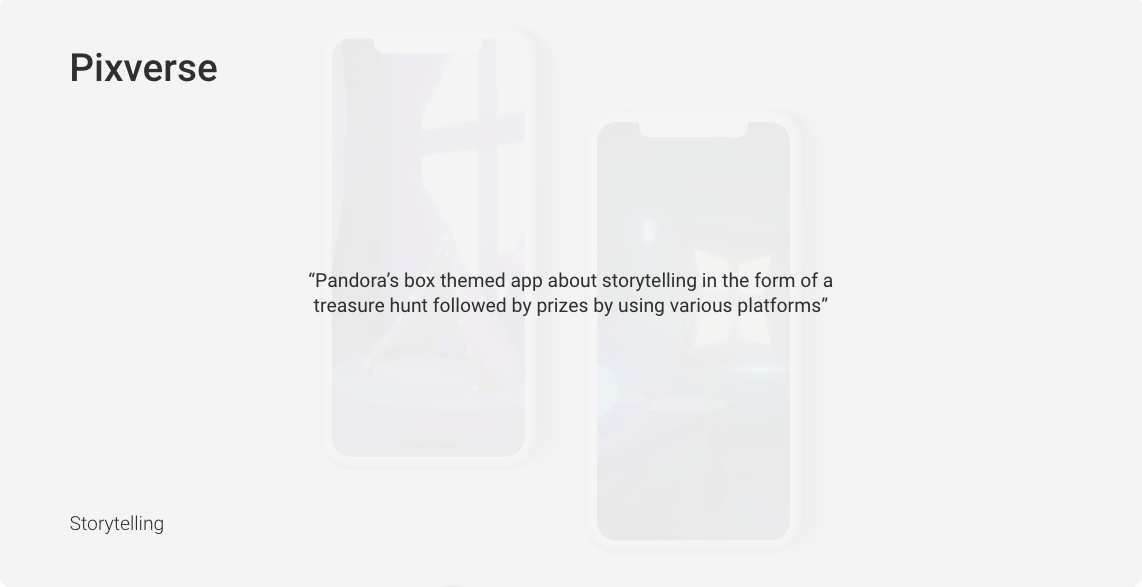 Pixverse
“Pandora’s box themed app about storytelling in the form of a
treasure hunt followed by prizes by using various platforms”
Storytelling